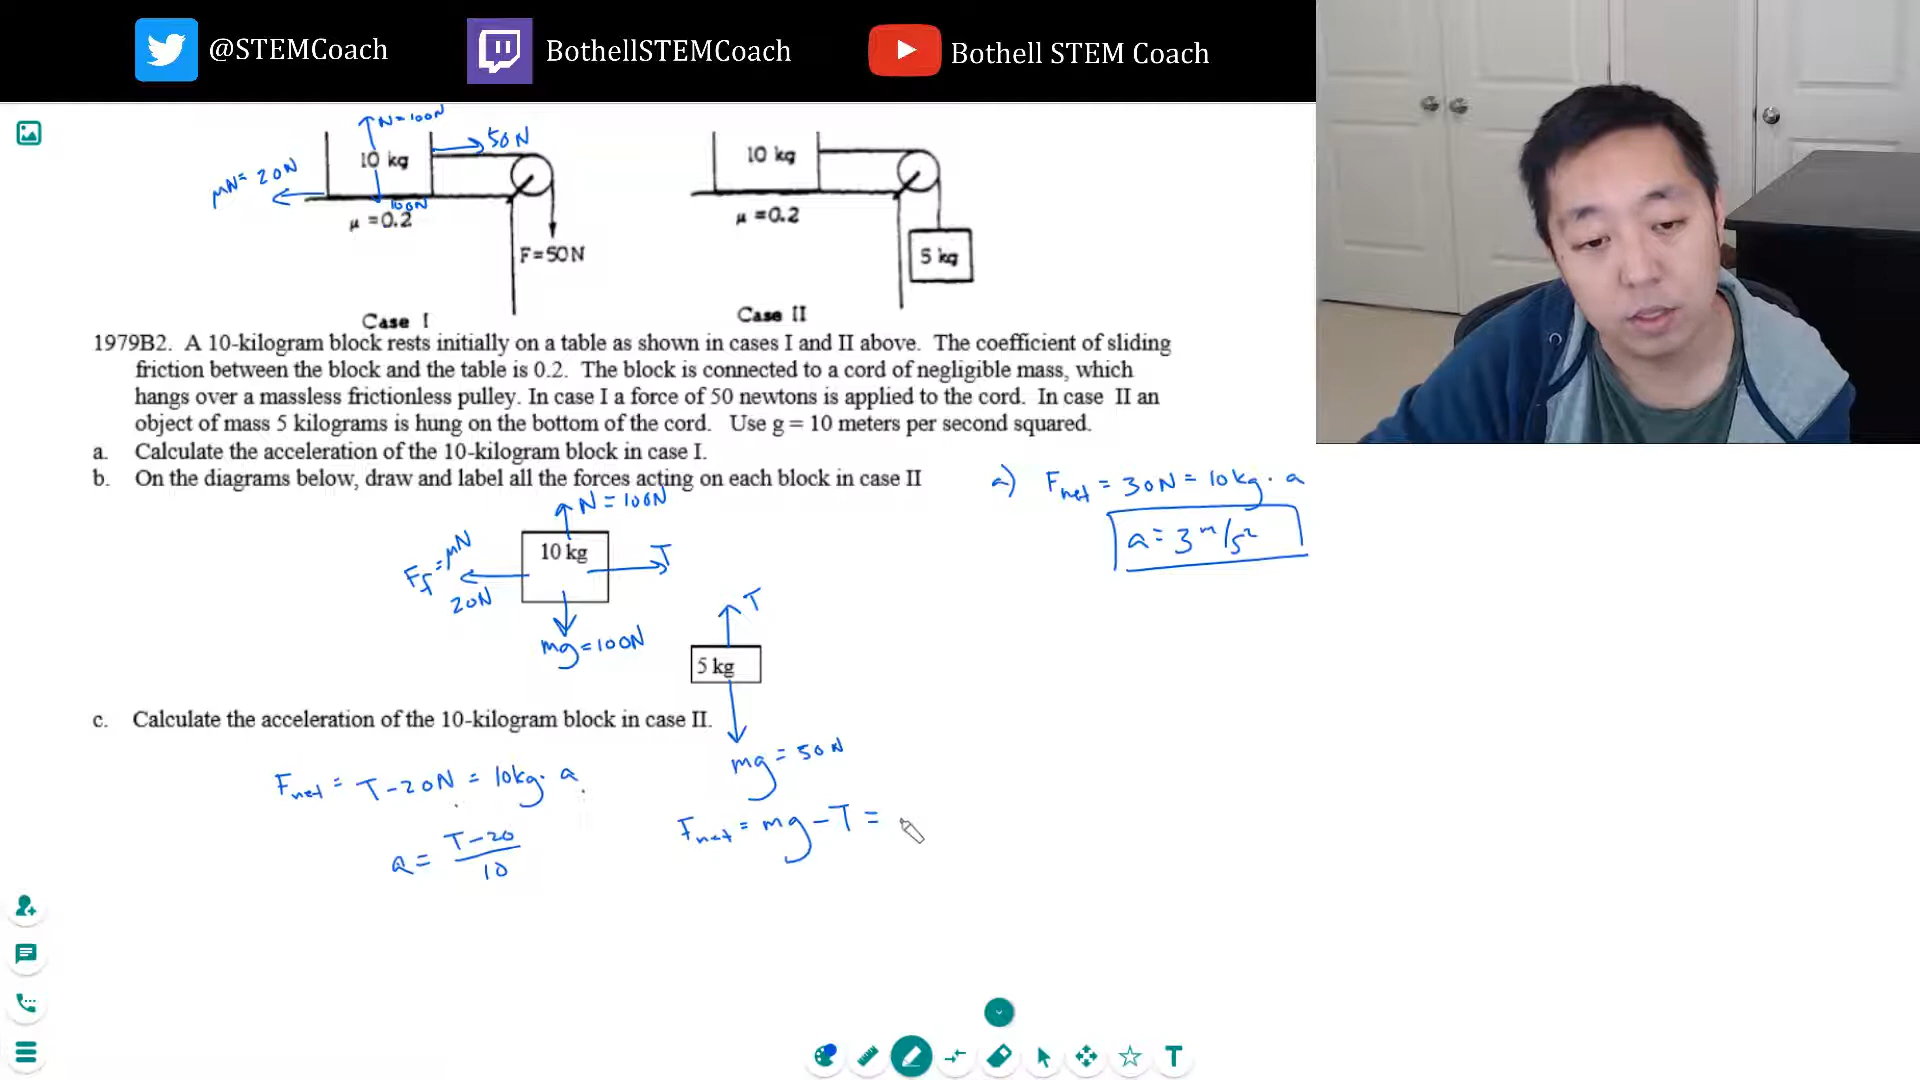 @STEMCoach
BothellSTEMCoach
Bothell STEM Coach
N=100N
50N
10 kg
μN= 20N
100N
μ =0.2
F=50N
Case I
10 kg
μ =0.2
5 kg
Case II
1979B2. A 10-kilogram block rests initially on a table as shown in cases I and II above. The coefficient of sliding
friction between the block and the table is 0.2. The block is connected to a cord of negligible mass, which
hangs over a massless frictionless pulley. In case I a force of 50 newtons is applied to the cord. In case II an
object of mass 5 kilograms is hung on the bottom of the cord. Use g = 10 meters per second squared.
a. Calculate the acceleration of the 10-kilogram block in case I.
b. On the diagrams below, draw and label all the forces acting on each block in case II
a) Fnet = 30N = 10kg · a
a = 3 m/s²
N = 100N
10 kg
T
Ff = μN
20N
mg = 100N
T
5 kg
c. Calculate the acceleration of the 10-kilogram block in case II.
mg = 50N
Fnet = T - 20N = 10kg · a
Fnet = mg - T =
a = T-20
10
T